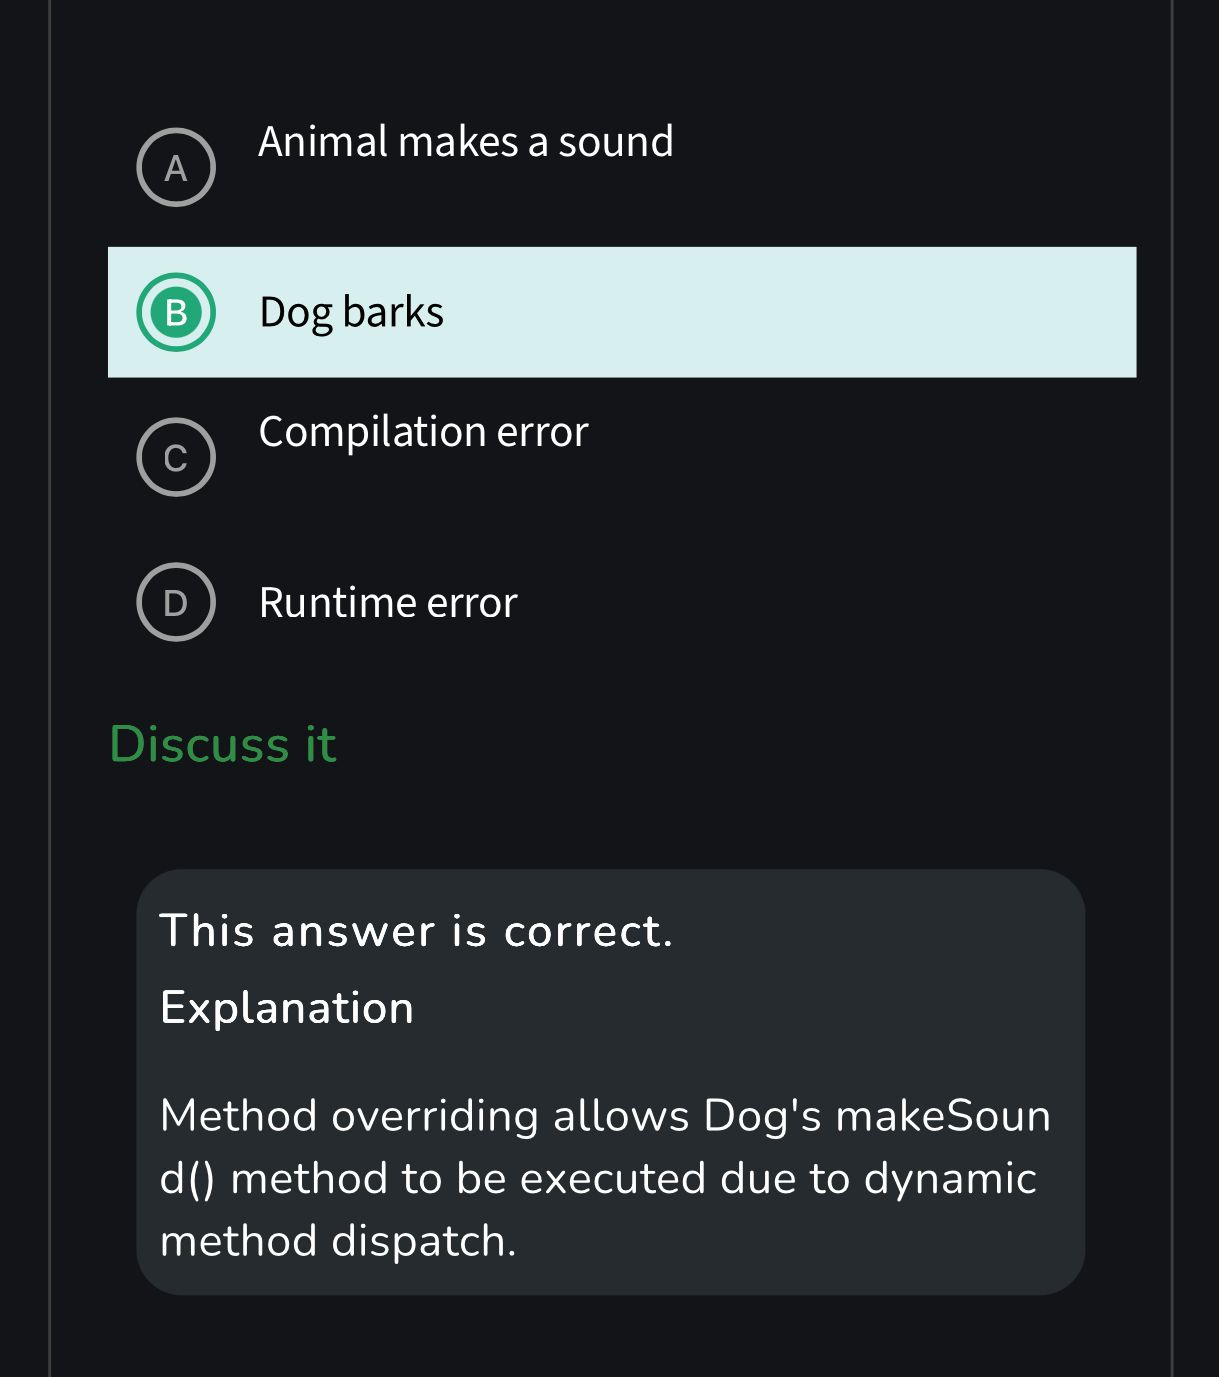 A
Animal makes a sound
B
Dog barks
C
Compilation error
D
Runtime error
Discuss it
This answer is correct.
Explanation
Method overriding allows Dog's makeSoun
d() method to be executed due to dynamic
method dispatch.